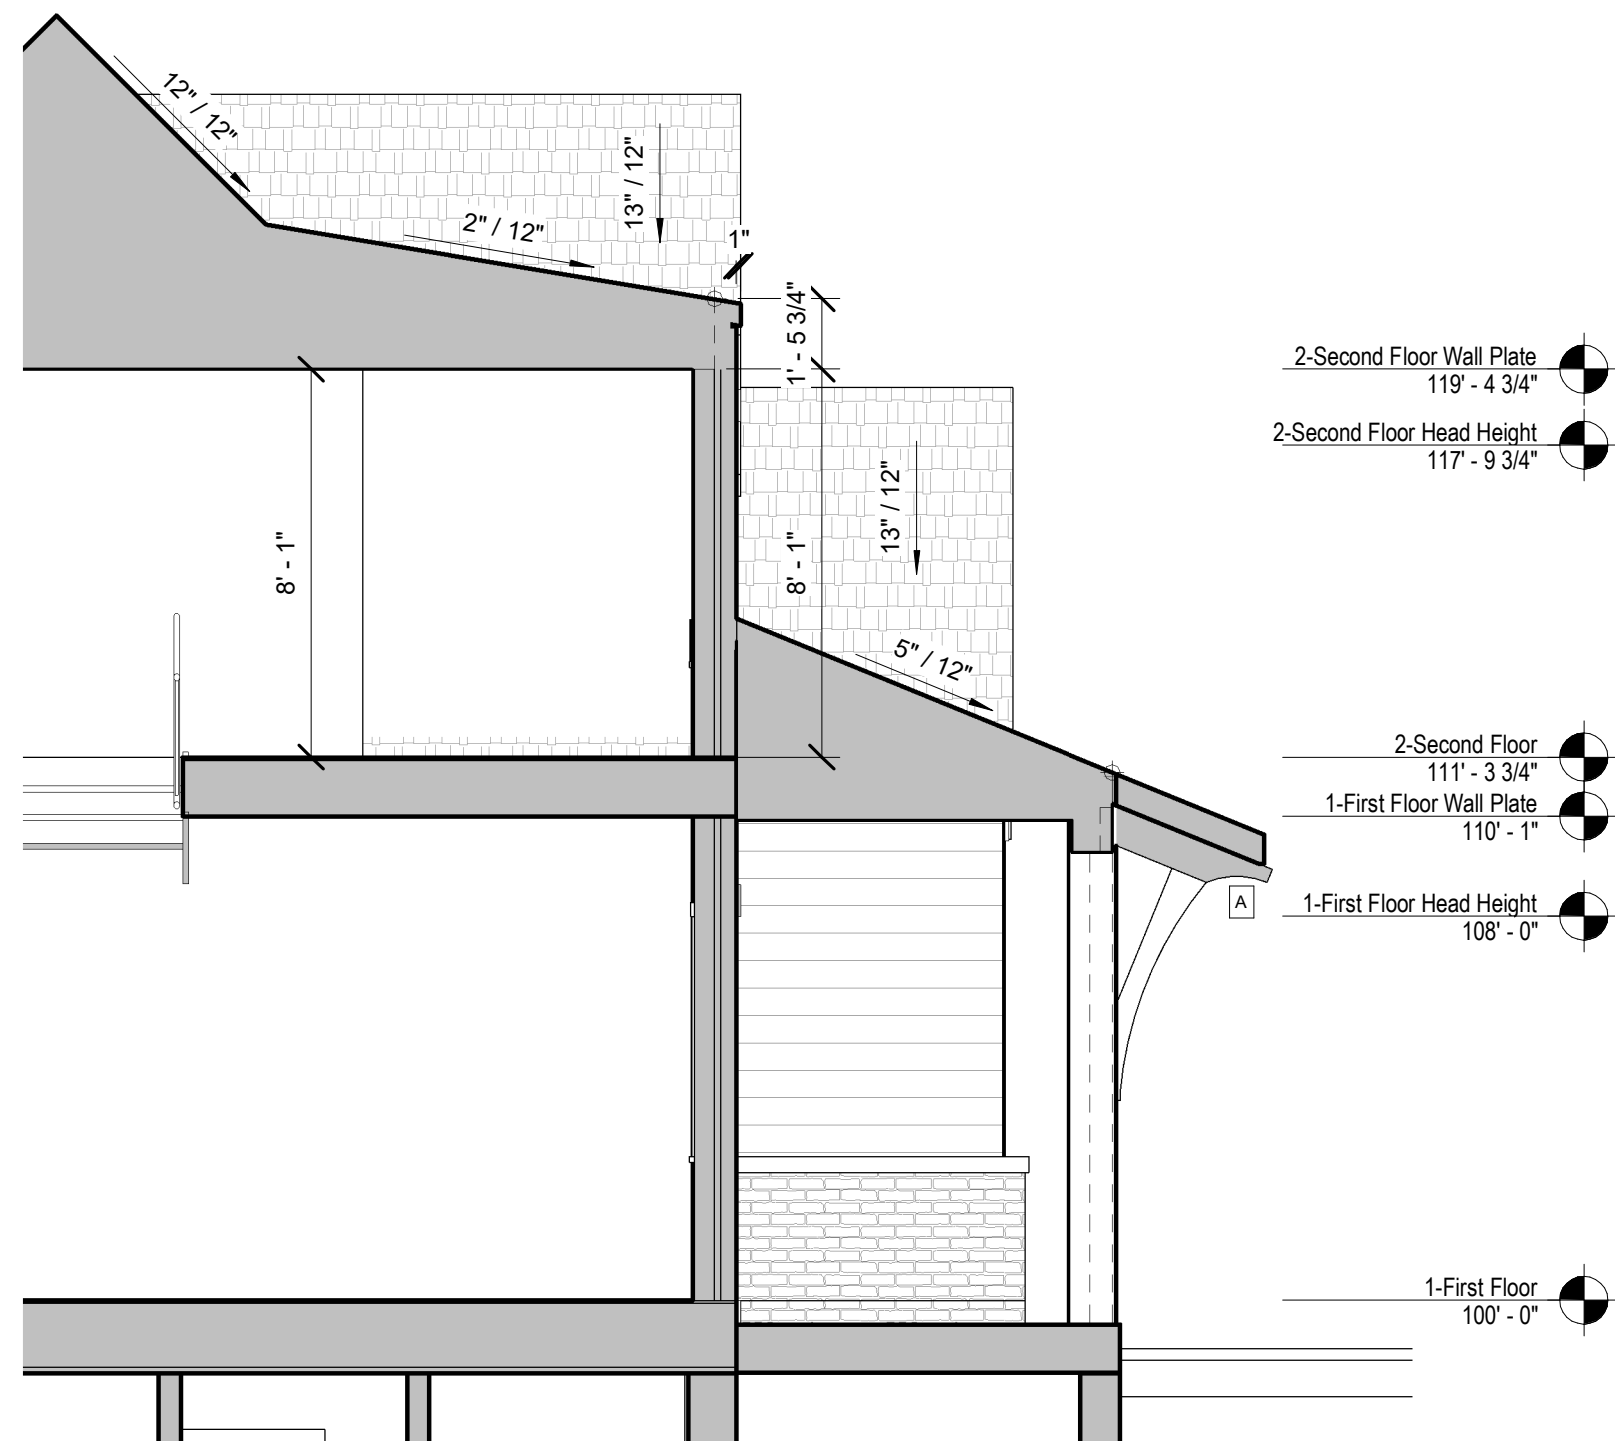 12" / 12"
13" / 12"
2" / 12"
1"
1' - 5 3/4"
2-Second Floor Wall Plate
119' - 4 3/4"
2-Second Floor Head Height
117' - 9 3/4"
13" / 12"
8' - 1"
8' - 1"
5" / 12"
2-Second Floor
111' - 3 3/4"
1-First Floor Wall Plate
110' - 1"
A
1-First Floor Head Height
108' - 0"
1-First Floor
100' - 0"